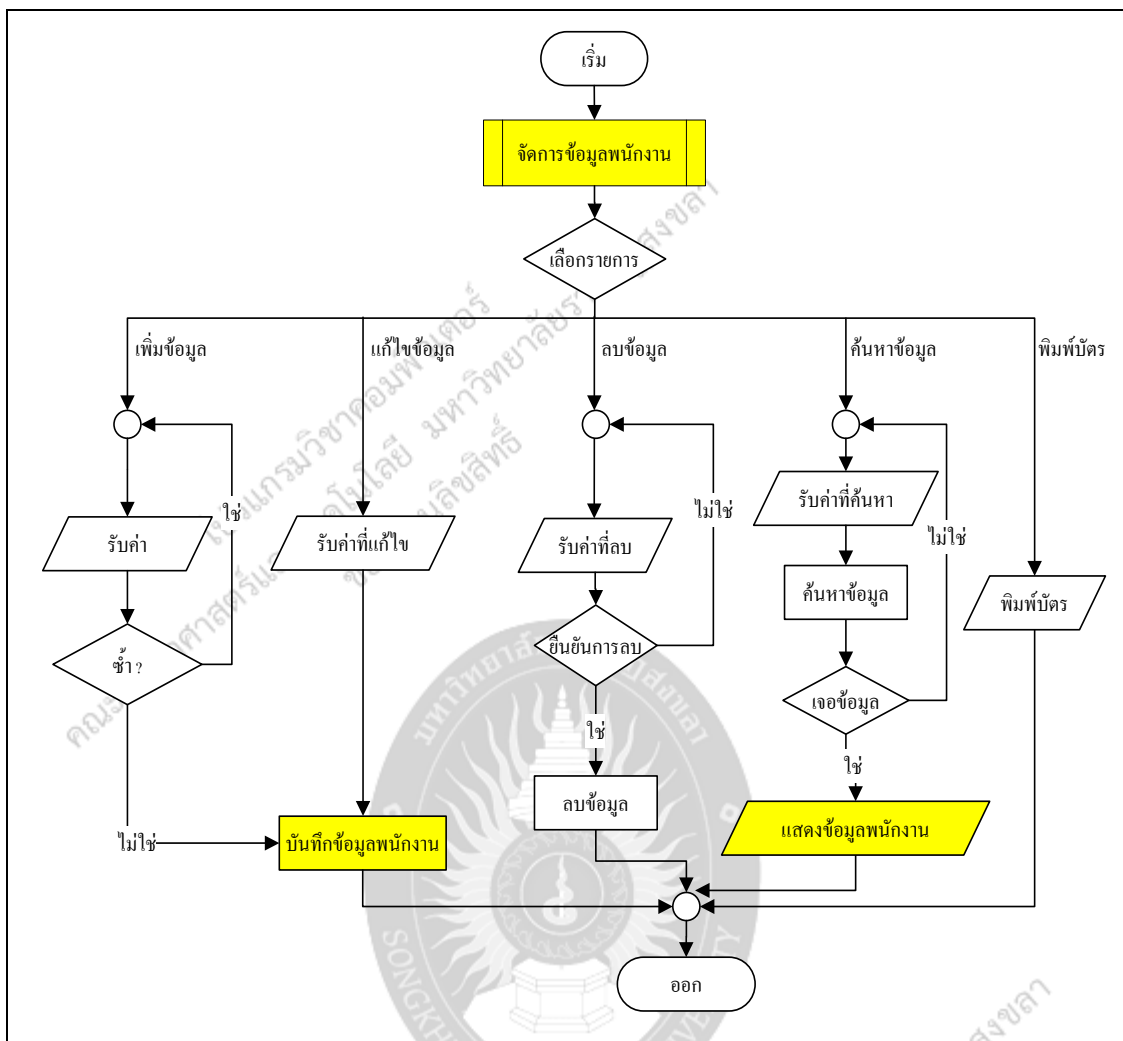 เริ่ม
จัดการข้อมูลพนักงาน
เลือกรายการ
เพิ่มข้อมูล
แก้ไขข้อมูล
ลบข้อมูล
ค้นหาข้อมูล
พิมพ์บัตร
รับค่า
ใช่
รับค่าที่แก้ไข
รับค่าที่ลบ
ไม่ใช่
รับค่าที่ค้นหา
ไม่ใช่
ค้นหาข้อมูล
พิมพ์บัตร
ซ้ำ ?
ยืนยันการลบ
เจอข้อมูล
ใช่
ใช่
ไม่ใช่
บันทึกข้อมูลพนักงาน
ลบข้อมูล
แสดงข้อมูลพนักงาน
ออก